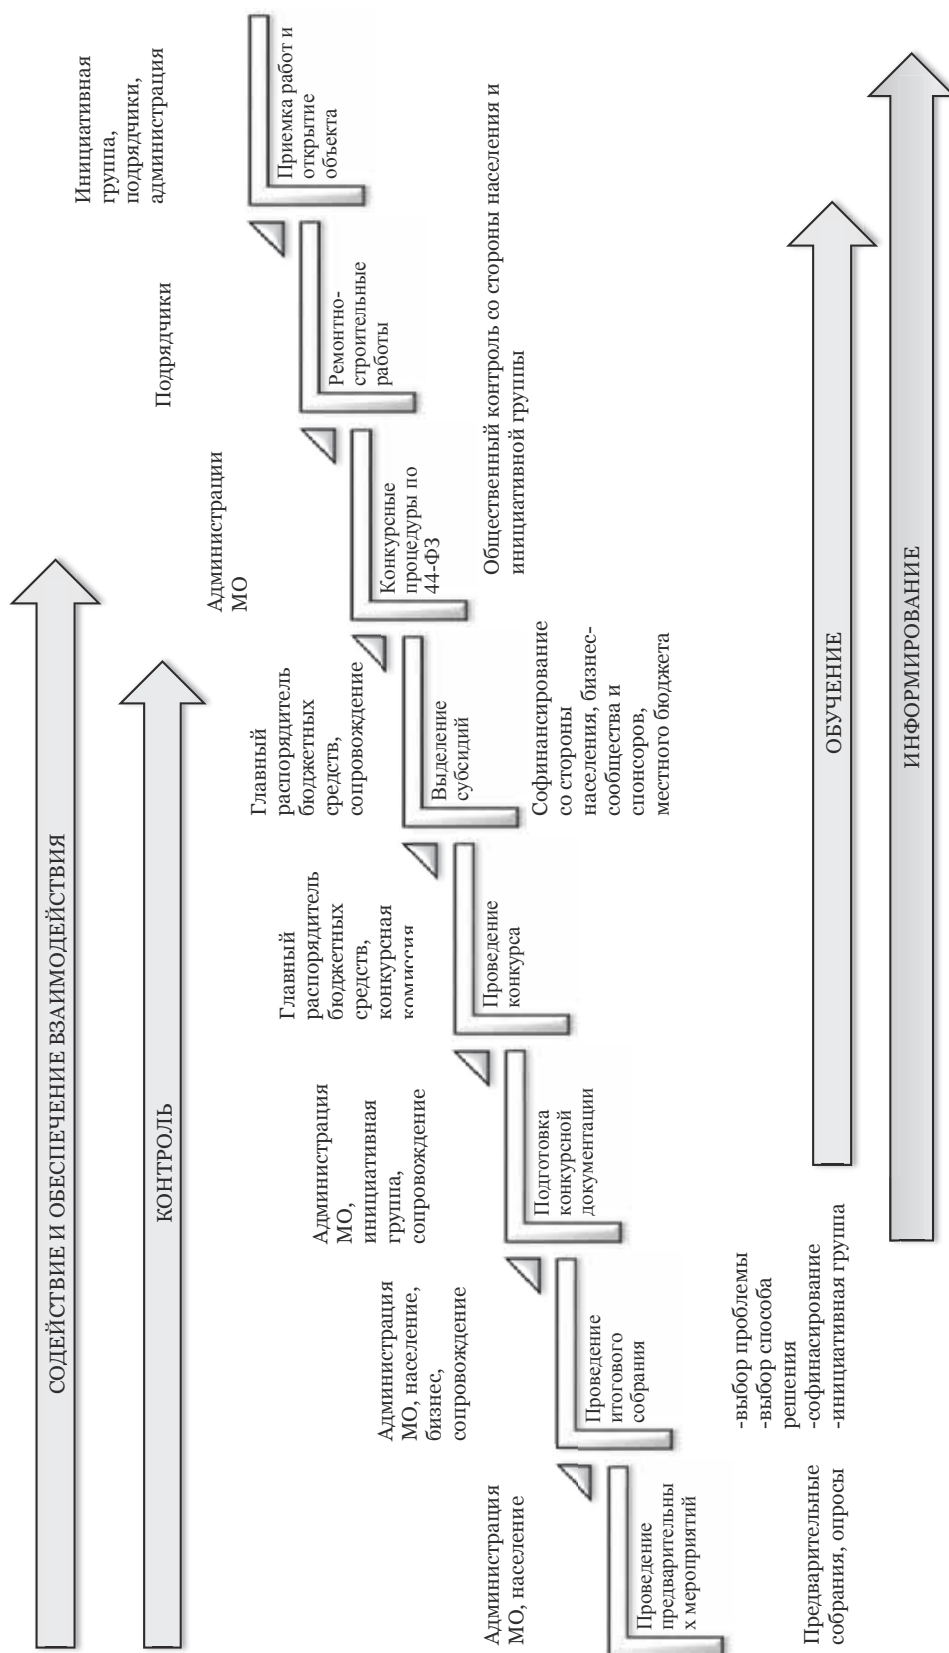 СОДЕЙСТВИЕ И ОБЕСПЕЧЕНИЕ ВЗАИМОДЕЙСТВИЯ
КОНТРОЛЬ
Администрация
МО, население
Проведение
предварительны
х мероприятий
Предварительные
собрания, опросы
Администрация
МО, население,
бизнес,
сопровождение
Проведение
итогового
собрания
-выбор проблемы
-выбор способа
решения
-софинасирование
-инициативная группа
Администрация
МО,
инициативная
группа,
сопровождение
Подготовка
конкурсной
документации
Главный
распорядитель
бюджетных
средств,
конкурсная
комиссия
Проведение
конкурса
Главный
распорядитель
бюджетных
средств,
сопровождение
Выделение
субсидий
Софинансирование
со стороны
населения, бизнес-
сообщества и
спонсоров,
местного бюджета
Администрации
МО
Конкурсные
процедуры по
44-ФЗ
Подрядчики
Ремонтно-
строительные
работы
Инициативная
группа,
подрядчики,
администрация
Приемка работ и
открытие
объекта
Общественный контроль со стороны населения и
инициативной группы
ОБУЧЕНИЕ
ИНФОРМИРОВАНИЕ